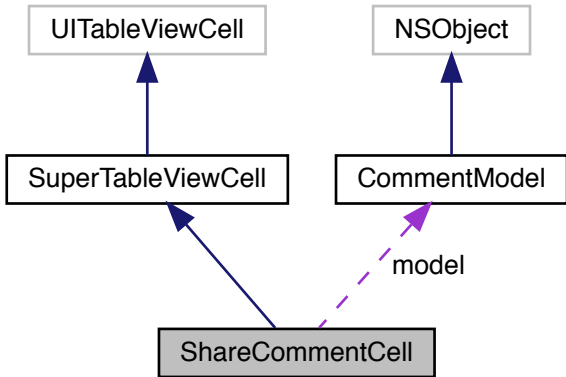 UITableViewCell
NSObject
SuperTableViewCell
CommentModel
model
ShareCommentCell